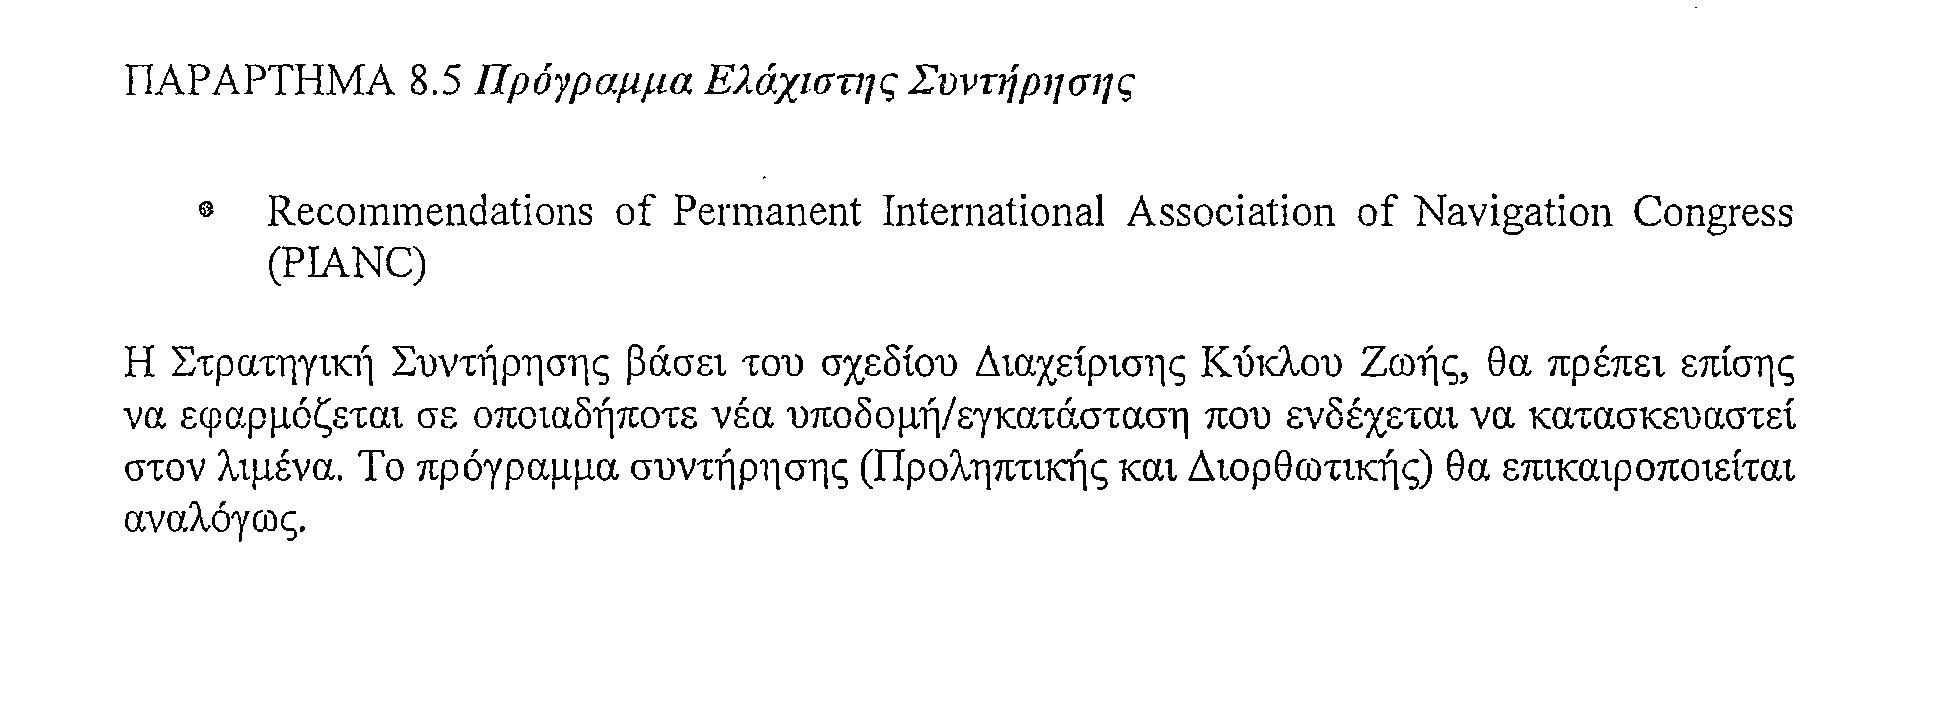 ΠΑΡΑΡΤΗΜΑ 8.5 Πρόγραμμα Ελάχιστης Συντήρησης
• Recommendations of Permanent International Association of Navigation Congress
(PIANC)
Η Στρατηγική Συντήρησης βάσει του σχεδίου Διαχείρισης Κύκλου Ζωής, θα πρέπει επίσης
να εφαρμόζεται σε οποιαδήποτε νέα υποδομή/εγκατάσταση που ενδέχεται να κατασκευαστεί
στον λιμένα. Το πρόγραμμα συντήρησης (Προληπτικής και Διορθωτικής) θα επικαιροποιείται
αναλόγως.